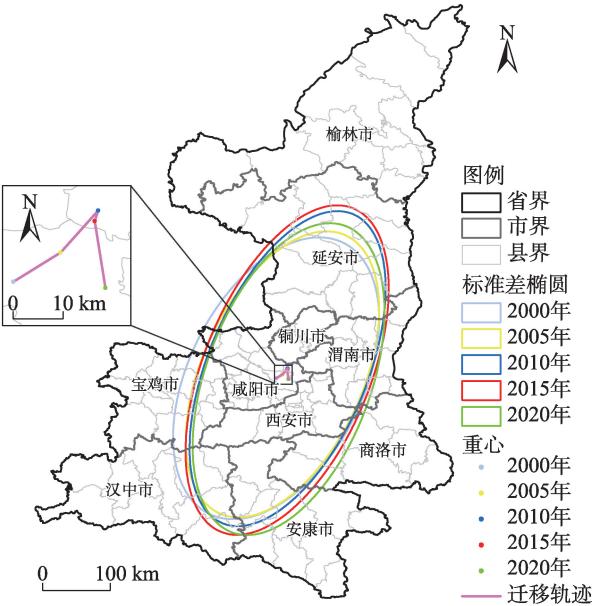 N
榆林市
图例
省界
市界
县界
N
0 10 km
延安市
标准差椭圆
2000年
2005年
2010年
2015年
2020年
铜川市
渭南市
宝鸡市
咸阳市
西安市
商洛市
重心
2000年
2005年
2010年
2015年
2020年
迁移轨迹
汉中市
安康市
0 100 km